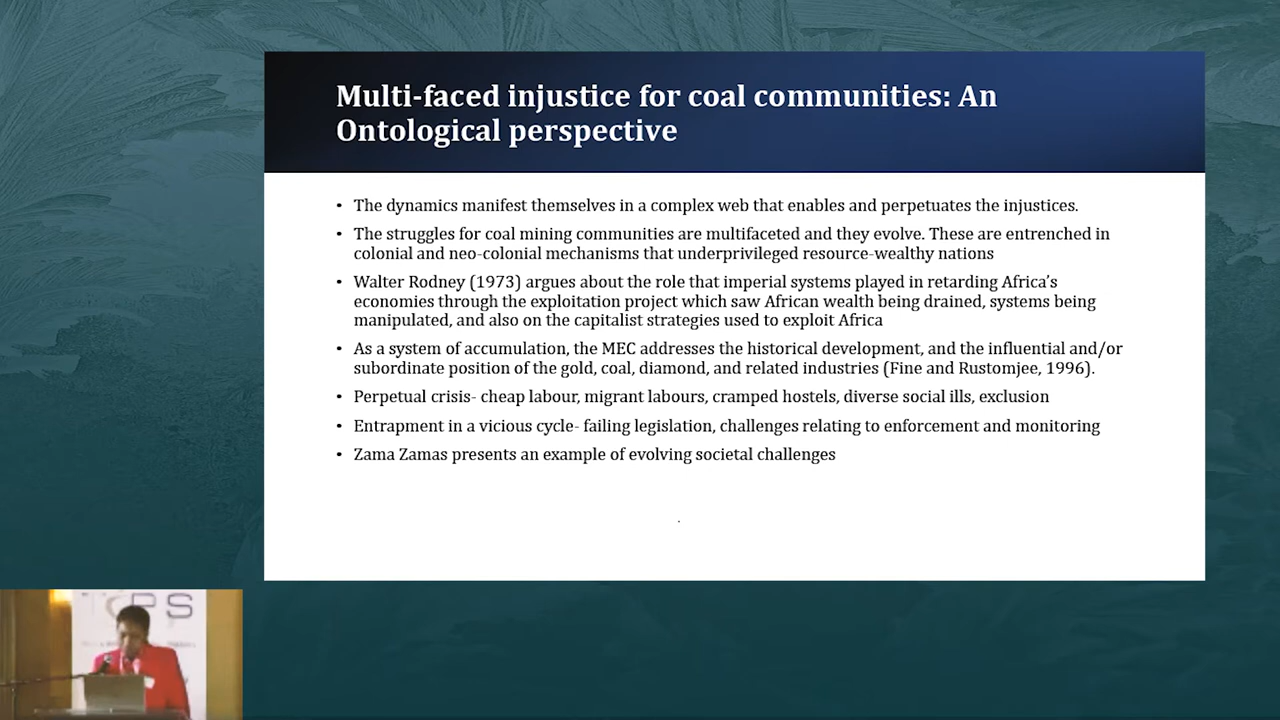 Multi-faced injustice for coal communities: An
Ontological perspective
• The dynamics manifest themselves in a complex web that enables and perpetuates the injustices.
• The struggles for coal mining communities are multifaceted and they evolve. These are entrenched in
colonial and neo-colonial mechanisms that underprivileged resource-wealthy nations
• Walter Rodney (1973) argues about the role that imperial systems played in retarding Africa's
economies through the exploitation project which saw African wealth being drained, systems being
manipulated, and also on the capitalist strategies used to exploit Africa
• As a system of accumulation, the MEC addresses the historical development, and the influential and/or
subordinate position of the gold, coal, diamond, and related industries (Fine and Rustomjee, 1996).
• Perpetual crisis- cheap labour, migrant labours, cramped hostels, diverse social ills, exclusion
• Entrapment in a vicious cycle- failing legislation, challenges relating to enforcement and monitoring
• Zama Zamas presents an example of evolving societal challenges
.